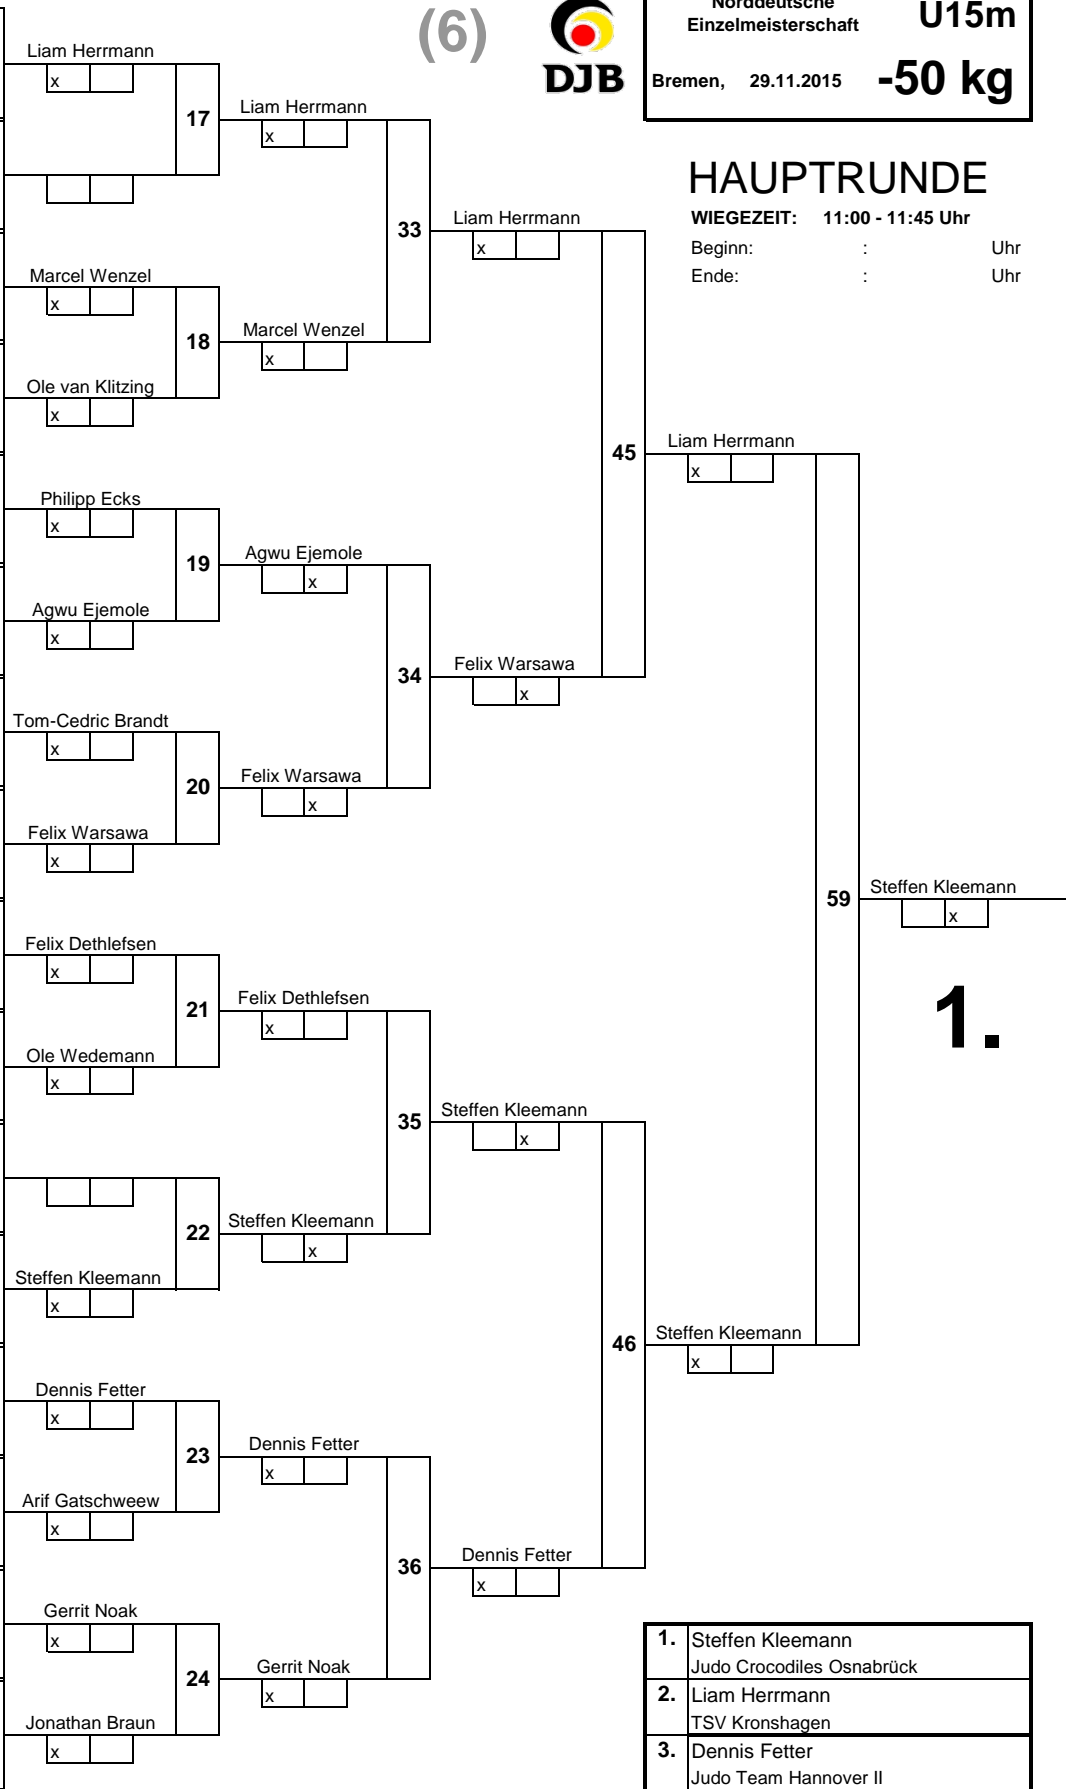 (6)
DJB
Norddeutsche
Einzelmeisterschaft
U15m
Bremen, 29.11.2015
-50 kg
HAUPTRUNDE
WIEGEZEIT: 11:00 - 11:45 Uhr
Beginn: : Uhr
Ende: : Uhr
Liam Herrmann
x
17
Marcel Wenzel
x
18
Ole van Klitzing
x
Philipp Ecks
x
19
Agwu Ejemole
x
Tom-Cedric Brandt
x
20
Felix Warsawa
x
Felix Dethlefsen
x
21
Ole Wedemann
x
22
Steffen Kleemann
x
Dennis Fetter
x
23
Arif Gatschweew
x
Gerrit Noak
x
24
Jonathan Braun
x
Liam Herrmann
x
33
Marcel Wenzel
x
Agwu Ejemole
x
34
Felix Warsawa
x
Felix Dethlefsen
x
35
Steffen Kleemann
x
Dennis Fetter
x
36
Gerrit Noak
x
Liam Herrmann
x
45
Felix Warsawa
x
Steffen Kleemann
x
46
Dennis Fetter
x
Liam Herrmann
x
59
Steffen Kleemann
x
Steffen Kleemann
x
1.
1. Steffen Kleemann
Judo Crocodiles Osnabrück
2. Liam Herrmann
TSV Kronshagen
3. Dennis Fetter
Judo Team Hannover II